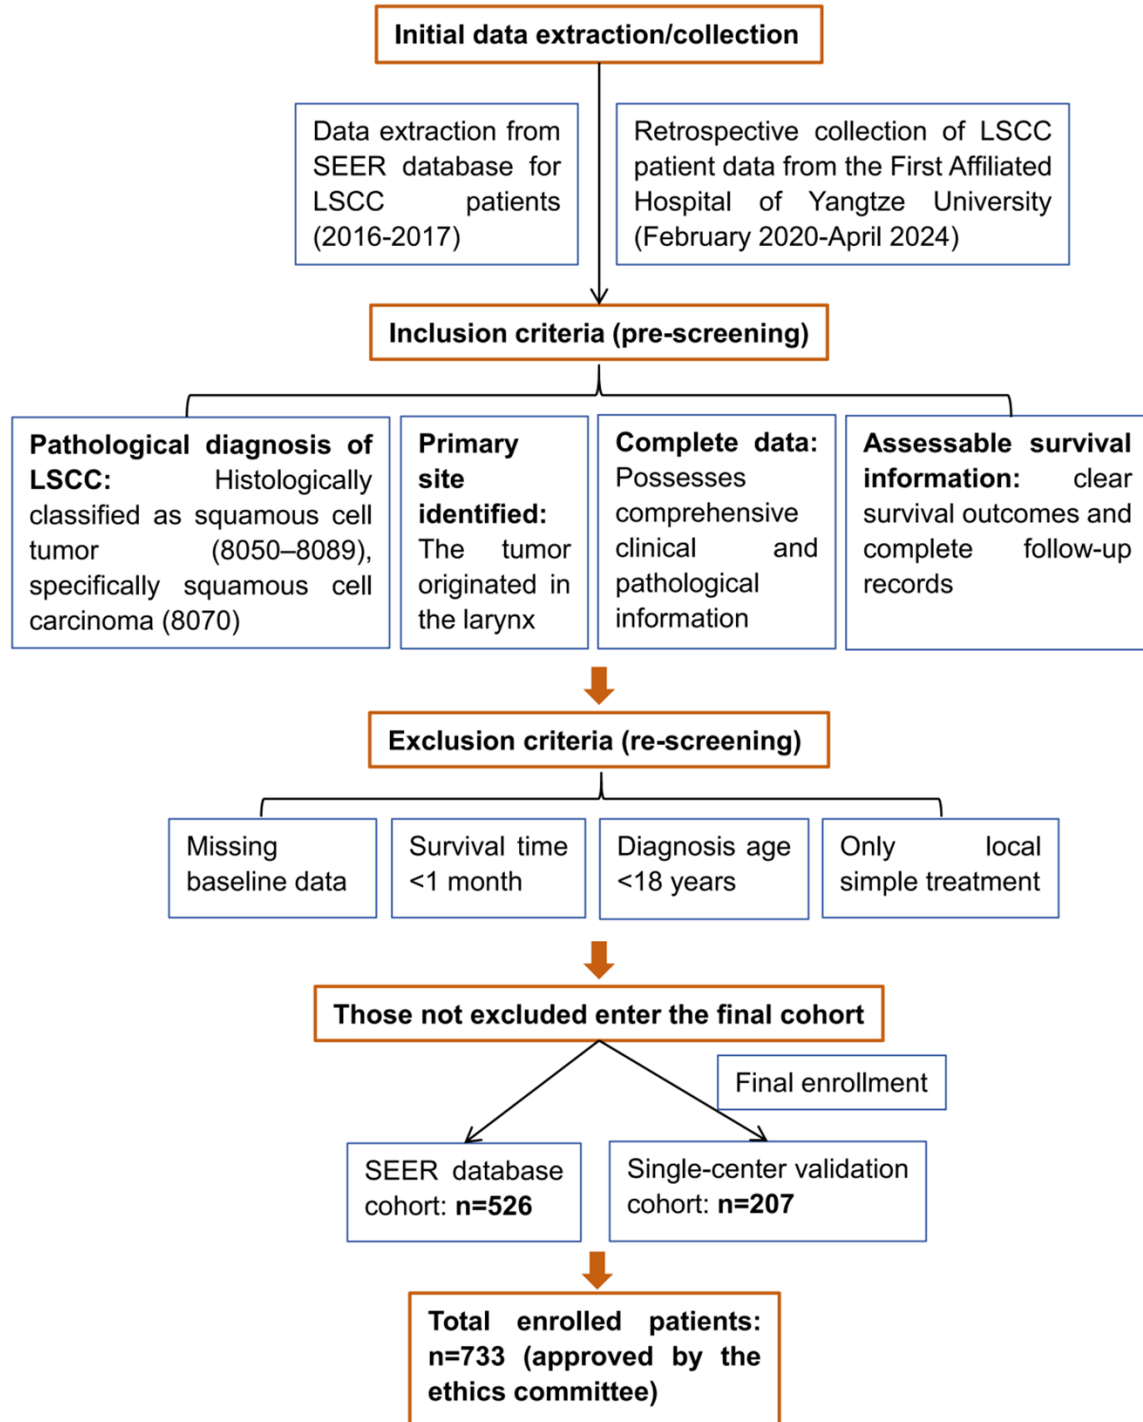 Initial data extraction/collection
Data extraction from
SEER database for
LSCC patients
(2016-2017)
Retrospective collection of LSCC
patient data from the First Affiliated
Hospital of Yangtze University
(February 2020-April 2024)
Inclusion criteria (pre-screening)
Pathological diagnosis of
LSCC: Histologically
classified as squamous cell
tumor (8050–8089),
specifically squamous cell
carcinoma (8070)
Primary
site
identified:
The tumor
originated in
the larynx
Complete data:
Possesses
comprehensive
clinical and
pathological
information
Assessable survival
information: clear
survival outcomes and
complete follow-up
records
Exclusion criteria (re-screening)
Missing
baseline data
Survival time
<1 month
Diagnosis age
<18 years
Only local
simple treatment
Those not excluded enter the final cohort
Final enrollment
SEER database
cohort: n=526
Single-center validation
cohort: n=207
Total enrolled patients:
n=733 (approved by the
ethics committee)